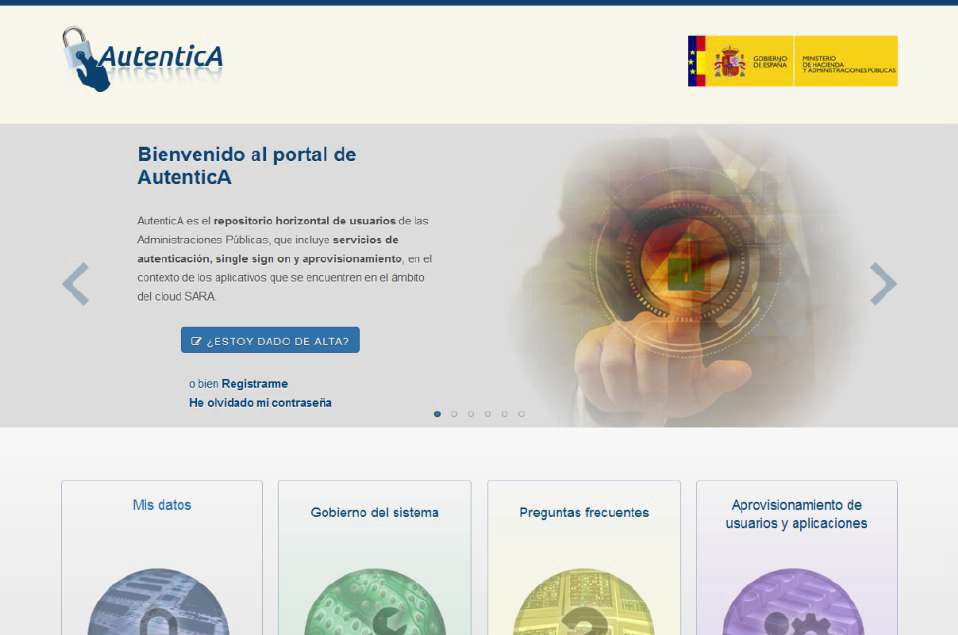 AutenticA
GOBIERNO
DE ESPAÑA
MINISTERIO
DE HACIENDA
Y ADMINISTRACIONES PÚBLICAS
Bienvenido al portal de
AutenticA
AutenticA es el repositorio horizontal de usuarios de las
Administraciones Públicas, que incluye servicios de
autenticación, single sign on y aprovisionamiento, en el
contexto de los aplicativos que se encuentren en el ámbito
del cloud SARA.
¿ESTOY DADO DE ALTA?
o bien Registrarme
He olvidado mi contraseña
Mis datos
Gobierno del sistema
Preguntas frecuentes
Aprovisionamiento de
usuarios y aplicaciones
?